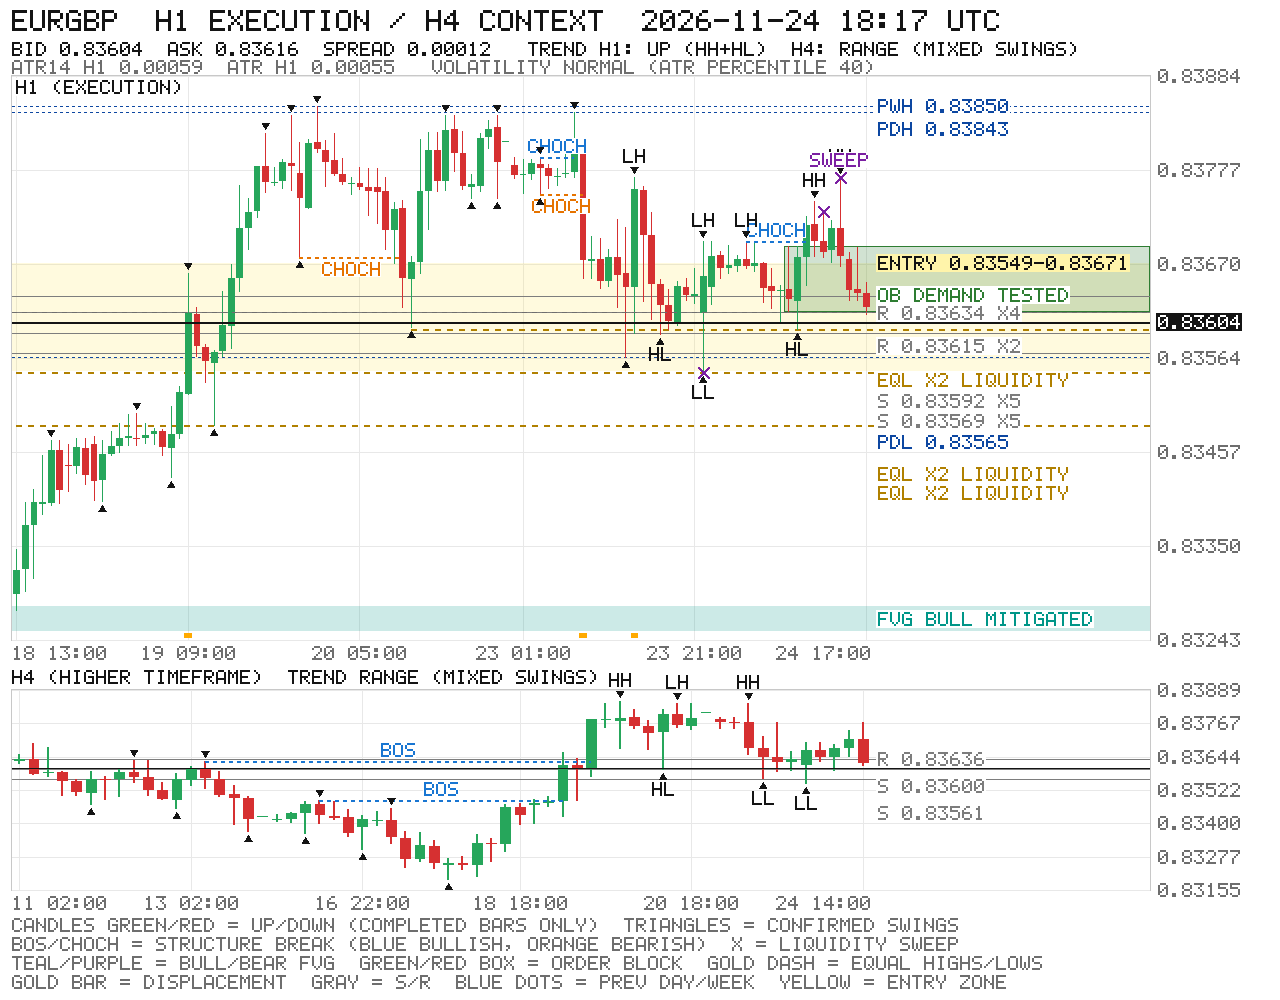 EURGBP  H1 EXECUTION / H4 CONTEXT  2026-11-24 18:17 UTC
BID 0.83604  ASK 0.83616  SPREAD 0.00012  TREND H1: UP (HH+HL)  H4: RANGE (MIXED SWINGS)
ATR14 H1 0.00059  ATR H1 0.00055  VOLATILITY NORMAL (ATR PERCENTILE 40)
0.83884
H1 (EXECUTION)
PWH 0.83850
PDH 0.83843
CHOCH
LH
SWEEP
0.83777
HH
CHOCH
LH
LH
CHOCH
CHOCH
ENTRY 0.83549-0.83671
0.83670
OB DEMAND TESTED
R 0.83634 X4
0.83604
HL
HL
R 0.83615 X2
0.83564
EQL X2 LIQUIDITY
LL
S 0.83592 X5
S 0.83569 X5
PDL 0.83565
0.83457
EQL X2 LIQUIDITY
EQL X2 LIQUIDITY
0.83350
FVG BULL MITIGATED
0.83243
18 13:00
19 09:00
20 05:00
23 01:00
23 21:00
24 17:00
H4 (HIGHER TIMEFRAME)  TREND RANGE (MIXED SWINGS)
HH
LH
HH
0.83889
0.83767
BOS
R 0.83636
0.83644
BOS
HL
LL
LL
S 0.83600
0.83522
S 0.83561
0.83400
0.83277
0.83155
11 02:00
13 02:00
16 22:00
18 18:00
20 18:00
24 14:00
CANDLES GREEN/RED = UP/DOWN (COMPLETED BARS ONLY)  TRIANGLES = CONFIRMED SWINGS
BOS/CHOCH = STRUCTURE BREAK (BLUE BULLISH, ORANGE BEARISH)  X = LIQUIDITY SWEEP
TEAL/PURPLE = BULL/BEAR FVG  GREEN/RED BOX = ORDER BLOCK  GOLD DASH = EQUAL HIGHS/LOWS
GOLD BAR = DISPLACEMENT  GRAY = S/R  BLUE DOTS = PREV DAY/WEEK  YELLOW = ENTRY ZONE